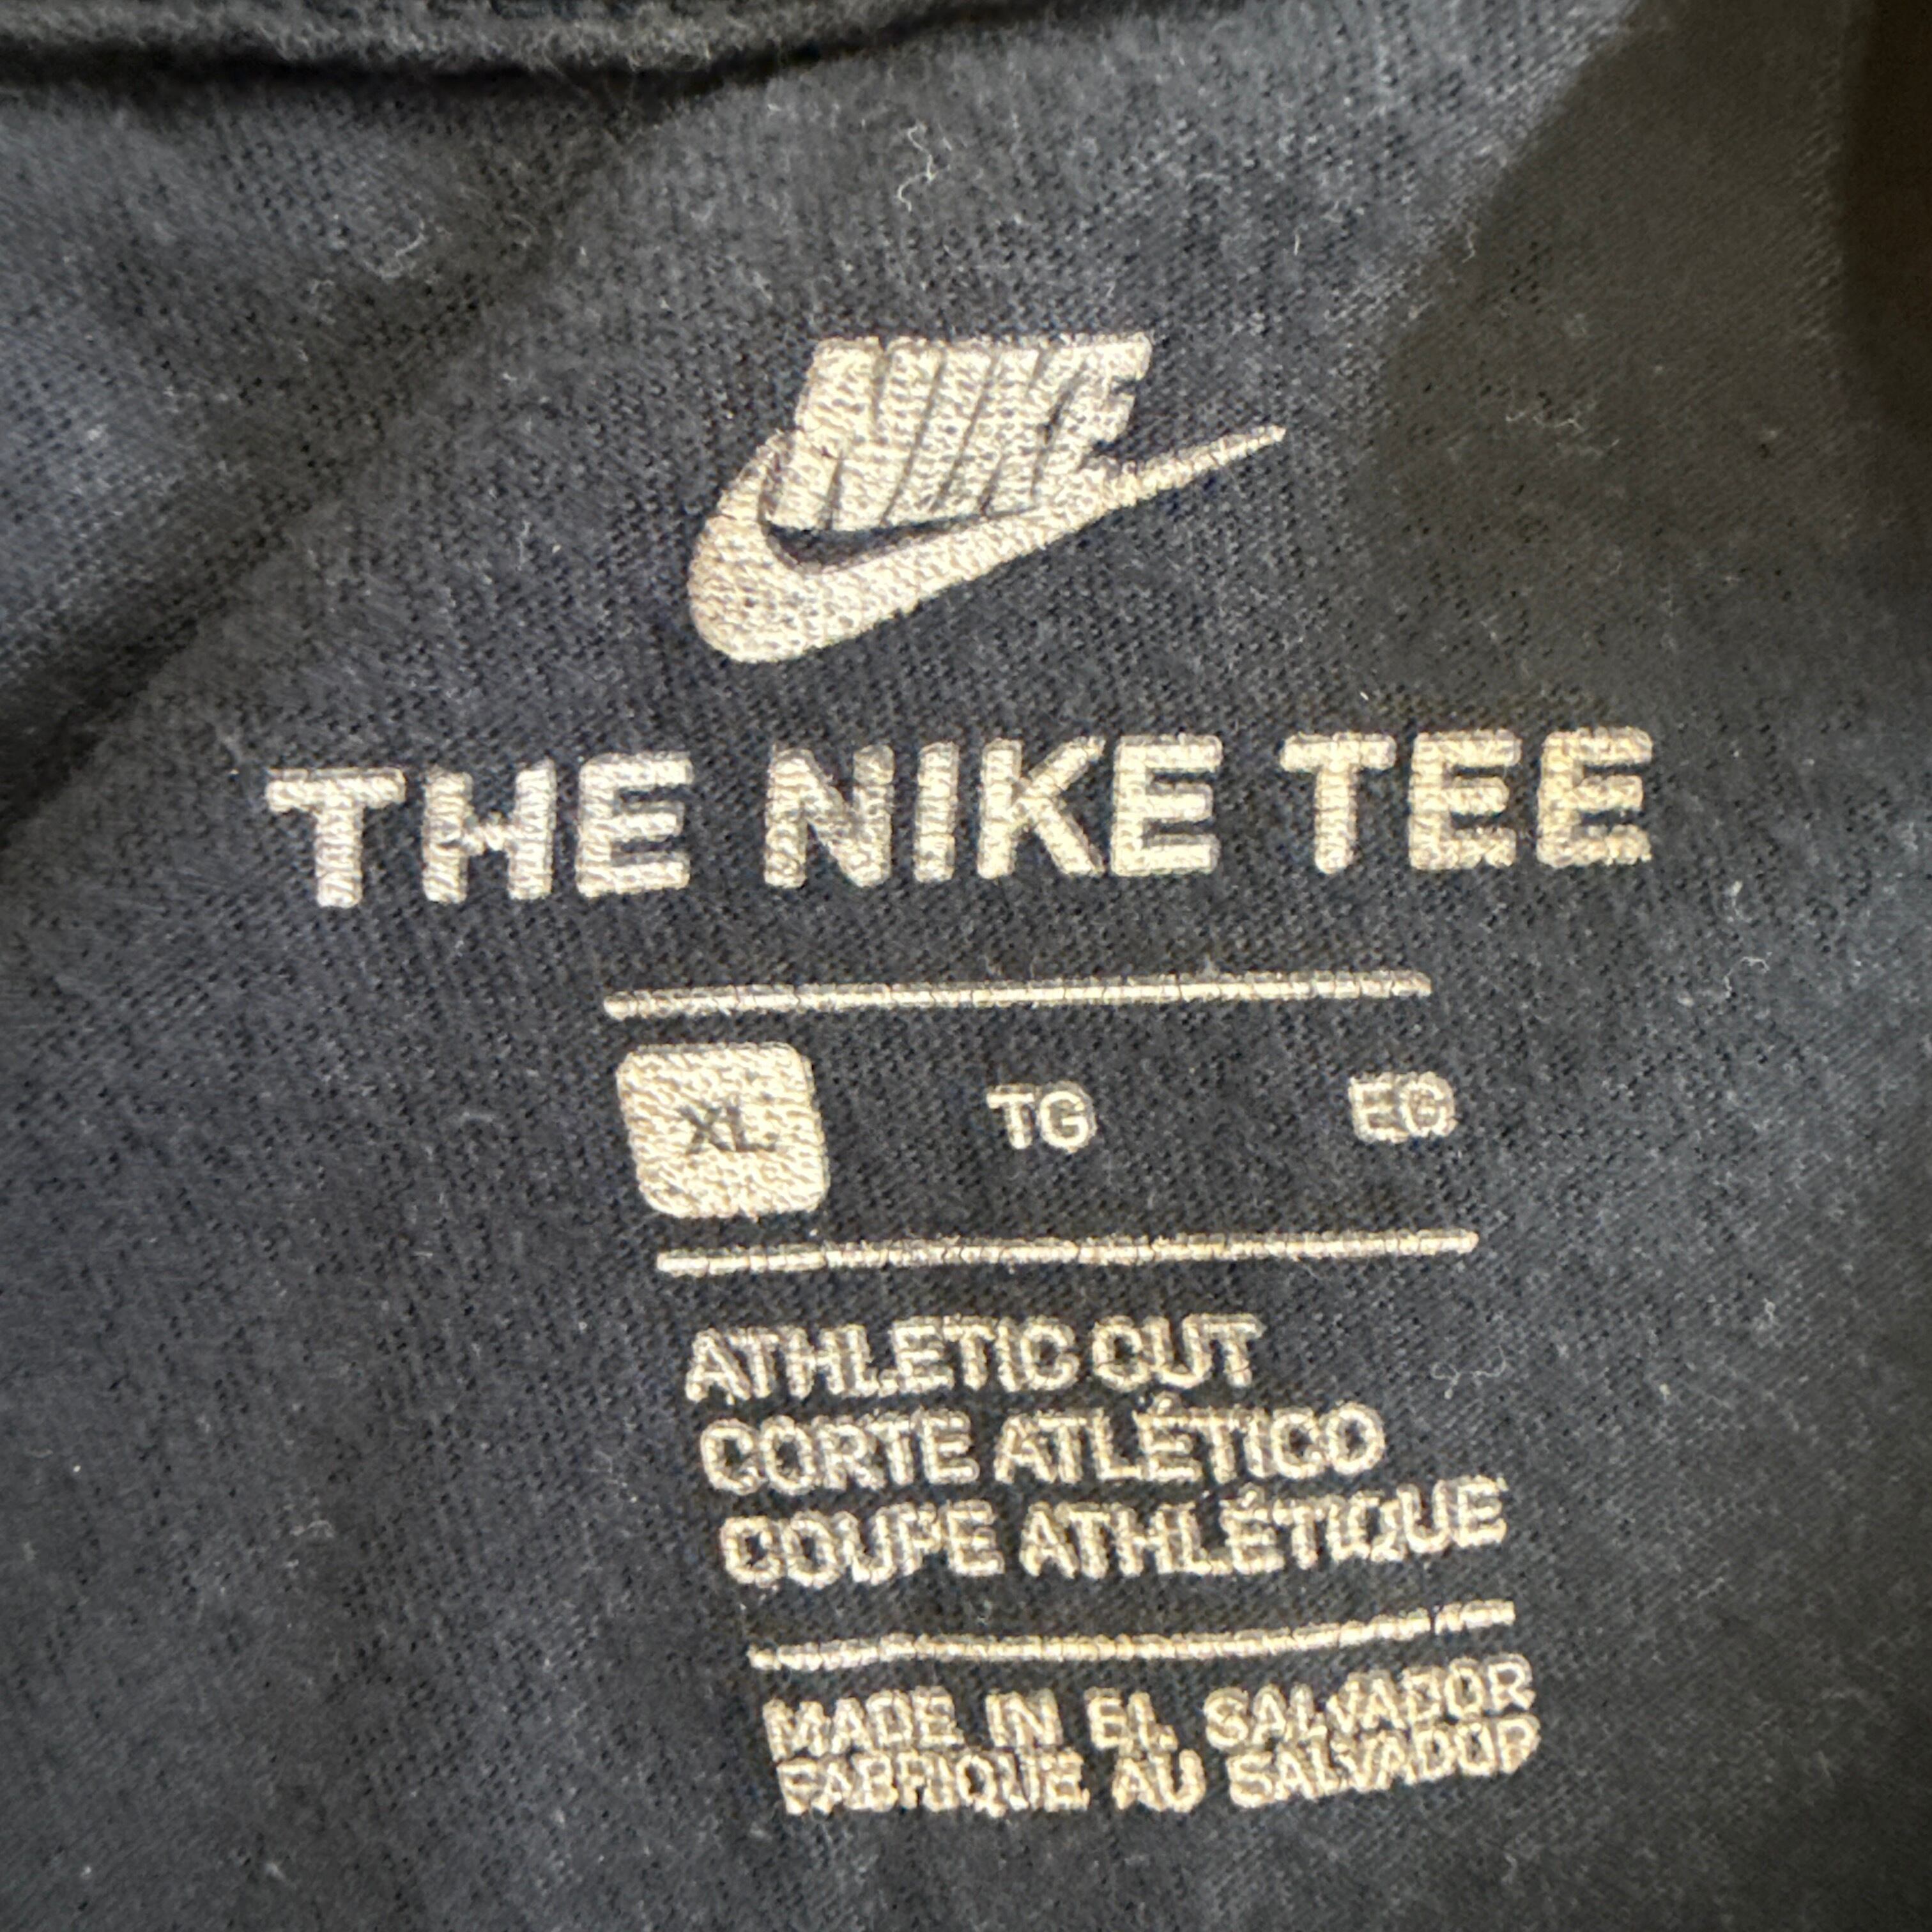 NIKE
THE NIKE TEE
XL TG EG
ATHLETIC CUT
CORTE ATLÉTICO
COUPE ATHLÉTIQUE
MADE IN EL SALVADOR
FABRIQUE AU SALVADOR